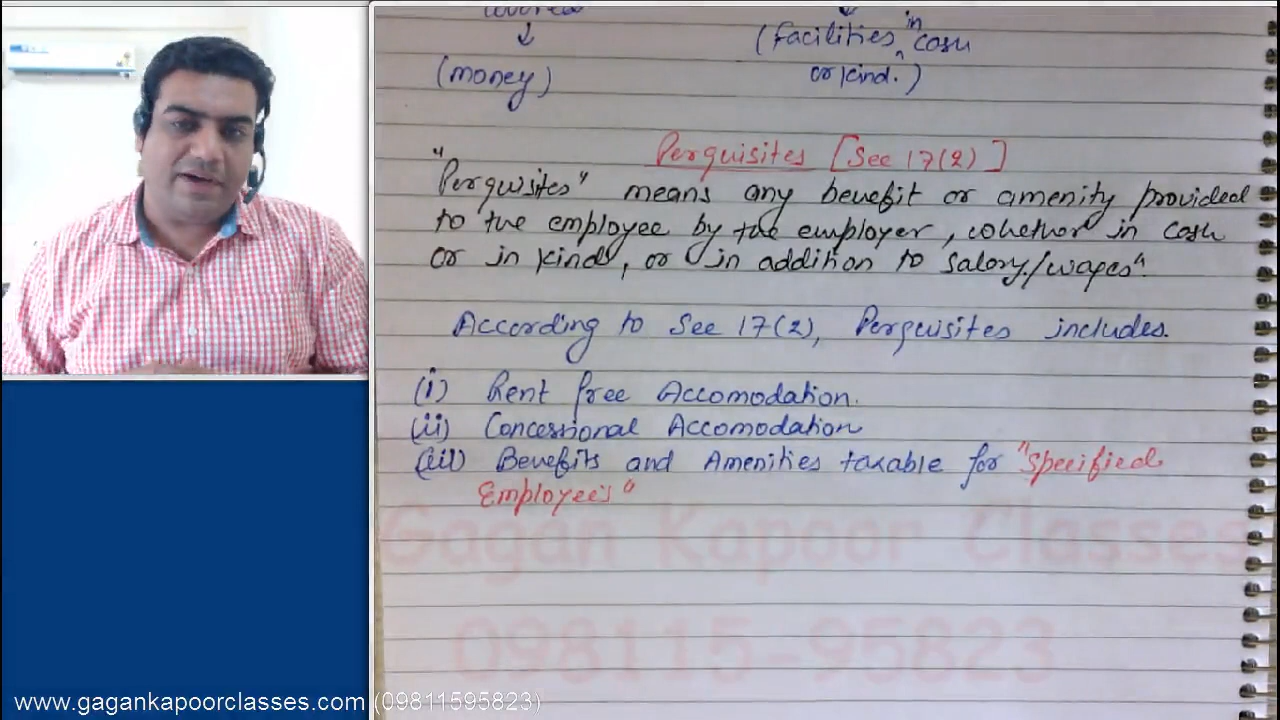 ↓
(facilities in cash
(money)
or kind.)
Perquisites [Sec 17(2)]
"Perquisites" means any benefit or amenity provided
to the employee by the employer, whether in cash
or in kind, or in addition to salary/wages".
According to Sec 17(2), Perquisites includes.
(i) Rent free Accomodation.
(ii) Concessional Accomodation
(iii) Benefits and Amenities taxable for "Specified
Employees"
Gagan Kapoor Classes
098115-95823
www.gagankapoorclasses.com (09811595823)